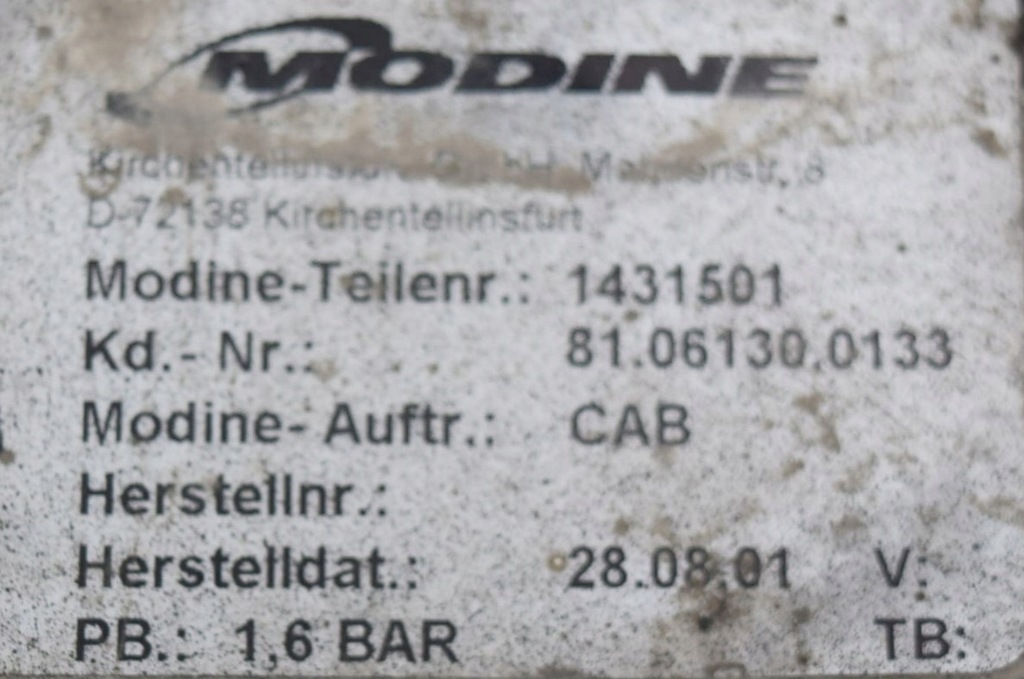 MODINE
D-72138 Kirchentellinsfurt
Modine-Teilenr.: 1431501
Kd.- Nr.: 81.06130.0133
Modine- Auftr.: CAB
Herstellnr.:
Herstelldat.: 28.08.01 V:
PB.: 1,6 BAR TB: